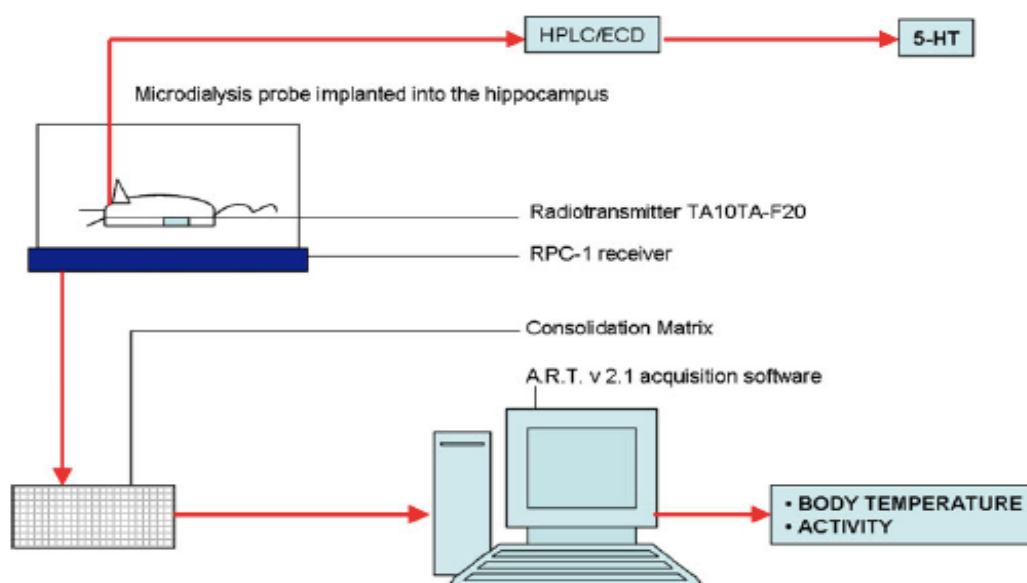 HPLC/ECD
5-HT
Microdialysis probe implanted into the hippocampus
Radiotransmitter TA10TA-F20
RPC-1 receiver
Consolidation Matrix
A.R.T. v 2.1 acquisition software
• BODY TEMPERATURE
• ACTIVITY